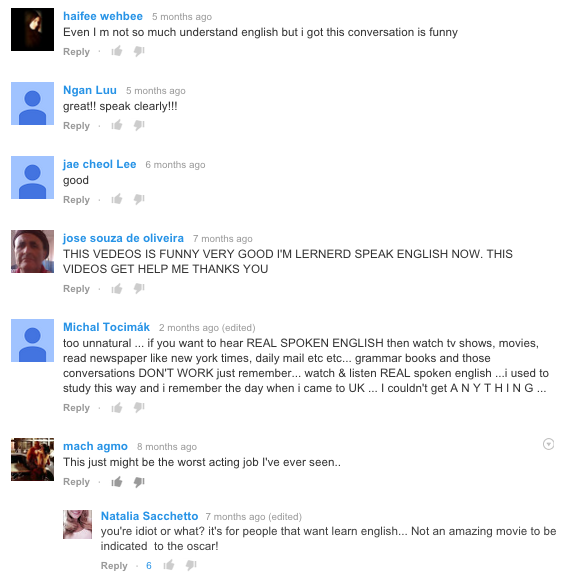 haifee wehbee 5 months ago
Even I m not so much understand english but i got this conversation is funny
Reply ·
Ngan Luu 5 months ago
great!! speak clearly!!!
Reply ·
jae cheol Lee 6 months ago
good
Reply ·
jose souza de oliveira 7 months ago
THIS VEDEOS IS FUNNY VERY GOOD I'M LERNERD SPEAK ENGLISH NOW. THIS
VIDEOS GET HELP ME THANKS YOU
Reply ·
Michal Tocimák 2 months ago (edited)
too unnatural ... if you want to hear REAL SPOKEN ENGLISH then watch tv shows, movies,
read newspaper like new york times, daily mail etc etc... grammar books and those
conversations DON'T WORK just remember... watch & listen REAL spoken english ...i used to
study this way and i remember the day when i came to UK ... I couldn't get A N Y T H I N G ...
Reply ·
mach agmo 8 months ago
This just might be the worst acting job I've ever seen..
Reply ·
Natalia Sacchetto 7 months ago (edited)
you're idiot or what? it's for people that want learn english... Not an amazing movie to be
indicated to the oscar!
Reply · 6